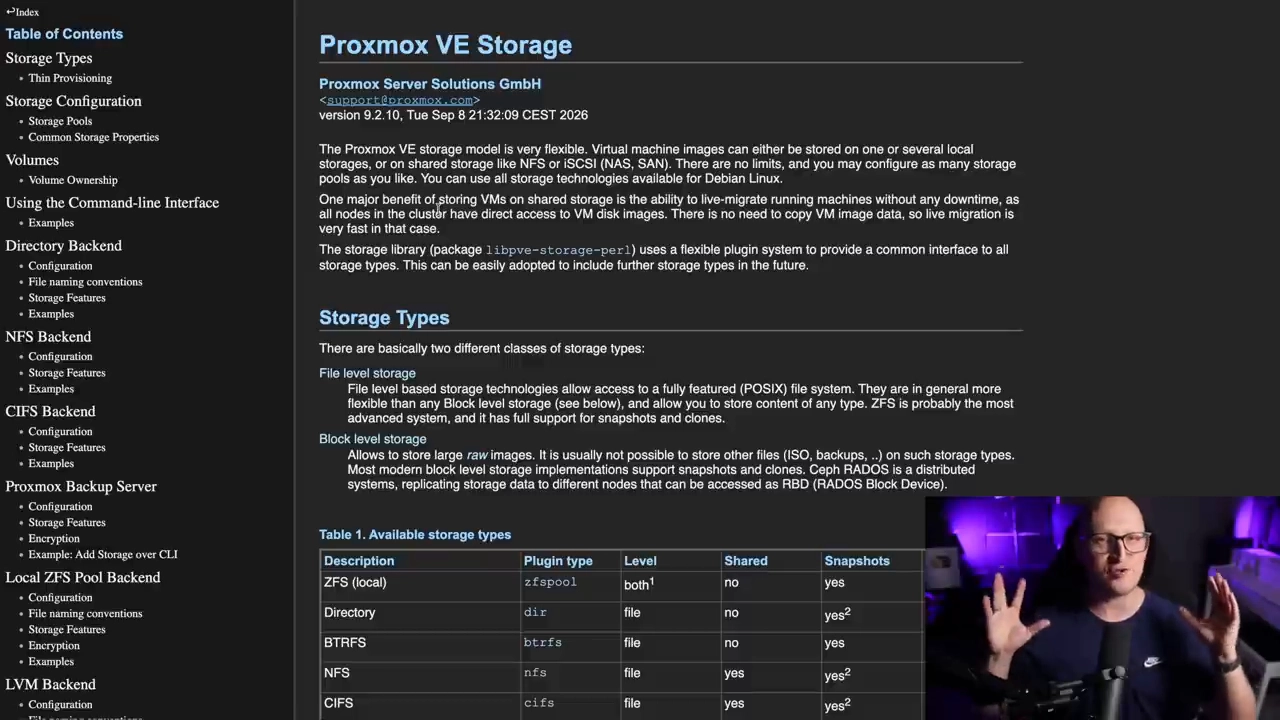 ↩Index
Table of Contents
Storage Types
Thin Provisioning
Storage Configuration
Storage Pools
Common Storage Properties
Volumes
Volume Ownership
Using the Command-line Interface
Examples
Directory Backend
Configuration
File naming conventions
Storage Features
Examples
NFS Backend
Configuration
Storage Features
Examples
CIFS Backend
Configuration
Storage Features
Examples
Proxmox Backup Server
Configuration
Storage Features
Encryption
Example: Add Storage over CLI
Local ZFS Pool Backend
Configuration
File naming conventions
Storage Features
Encryption
Examples
LVM Backend
Configuration
Proxmox VE Storage
Proxmox Server Solutions GmbH
<support@proxmox.com>
version 9.2.10, Tue Sep 8 21:32:09 CEST 2026
The Proxmox VE storage model is very flexible. Virtual machine images can either be stored on one or several local
storages, or on shared storage like NFS or iSCSI (NAS, SAN). There are no limits, and you may configure as many storage
pools as you like. You can use all storage technologies available for Debian Linux.
One major benefit of storing VMs on shared storage is the ability to live-migrate running machines without any downtime, as
all nodes in the cluster have direct access to VM disk images. There is no need to copy VM image data, so live migration is
very fast in that case.
The storage library (package libpve-storage-perl) uses a flexible plugin system to provide a common interface to all
storage types. This can be easily adopted to include further storage types in the future.
Storage Types
There are basically two different classes of storage types:
File level storage
File level based storage technologies allow access to a fully featured (POSIX) file system. They are in general more
flexible than any Block level storage (see below), and allow you to store content of any type. ZFS is probably the most
advanced system, and it has full support for snapshots and clones.
Block level storage
Allows to store large raw images. It is usually not possible to store other files (ISO, backups, ..) on such storage types.
Most modern block level storage implementations support snapshots and clones. Ceph RADOS is a distributed
systems, replicating storage data to different nodes that can be accessed as RBD (RADOS Block Device).
Table 1. Available storage types
Description Plugin type Level Shared Snapshots
ZFS (local) zfspool both1 no yes
Directory dir file no yes2
BTRFS btrfs file no yes
NFS nfs file yes yes2
CIFS cifs file yes yes2